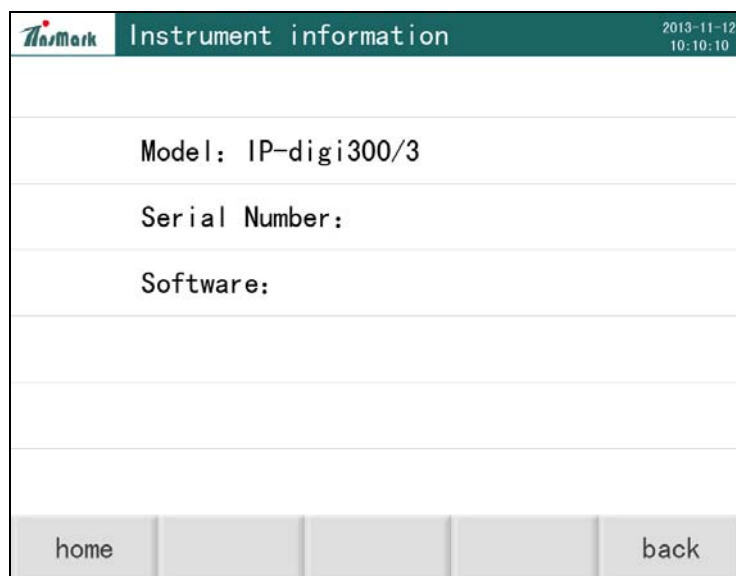 InsMark
Instrument information
2013-11-12
10:10:10
Model：IP-digi300/3
Serial Number：
Software：
home
back